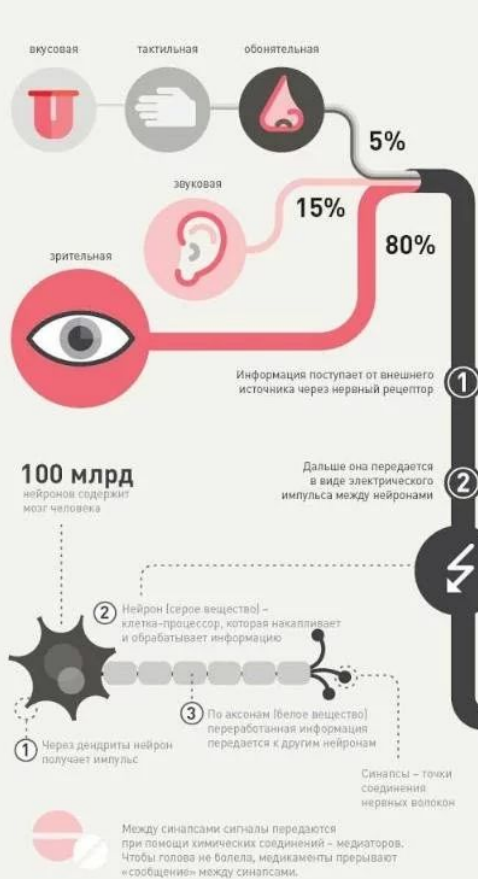 вкусовая
тактильная
обонятельная
5%
звуковая
15%
80%
зрительная
Информация поступает от внешнего
источника через нервный рецептор
1
Дальше она передается
в виде электрического
импульса между нейронами
2
100 млрд
нейронов содержит
мозг человека
2
Нейрон (серое вещество) –
клетка-процессор, которая накапливает
и обрабатывает информацию
3
По аксонам (белое вещество)
переработанная информация
передается к другим нейронам
1
Через дендриты нейрон
получает импульс
Синапсы – точки
соединения
нервных волокон
Между синапсами сигналы передаются
при помощи химических соединений – медиаторов.
Чтобы голова не болела, медикаменты прерывают
«сообщение» между синапсами.